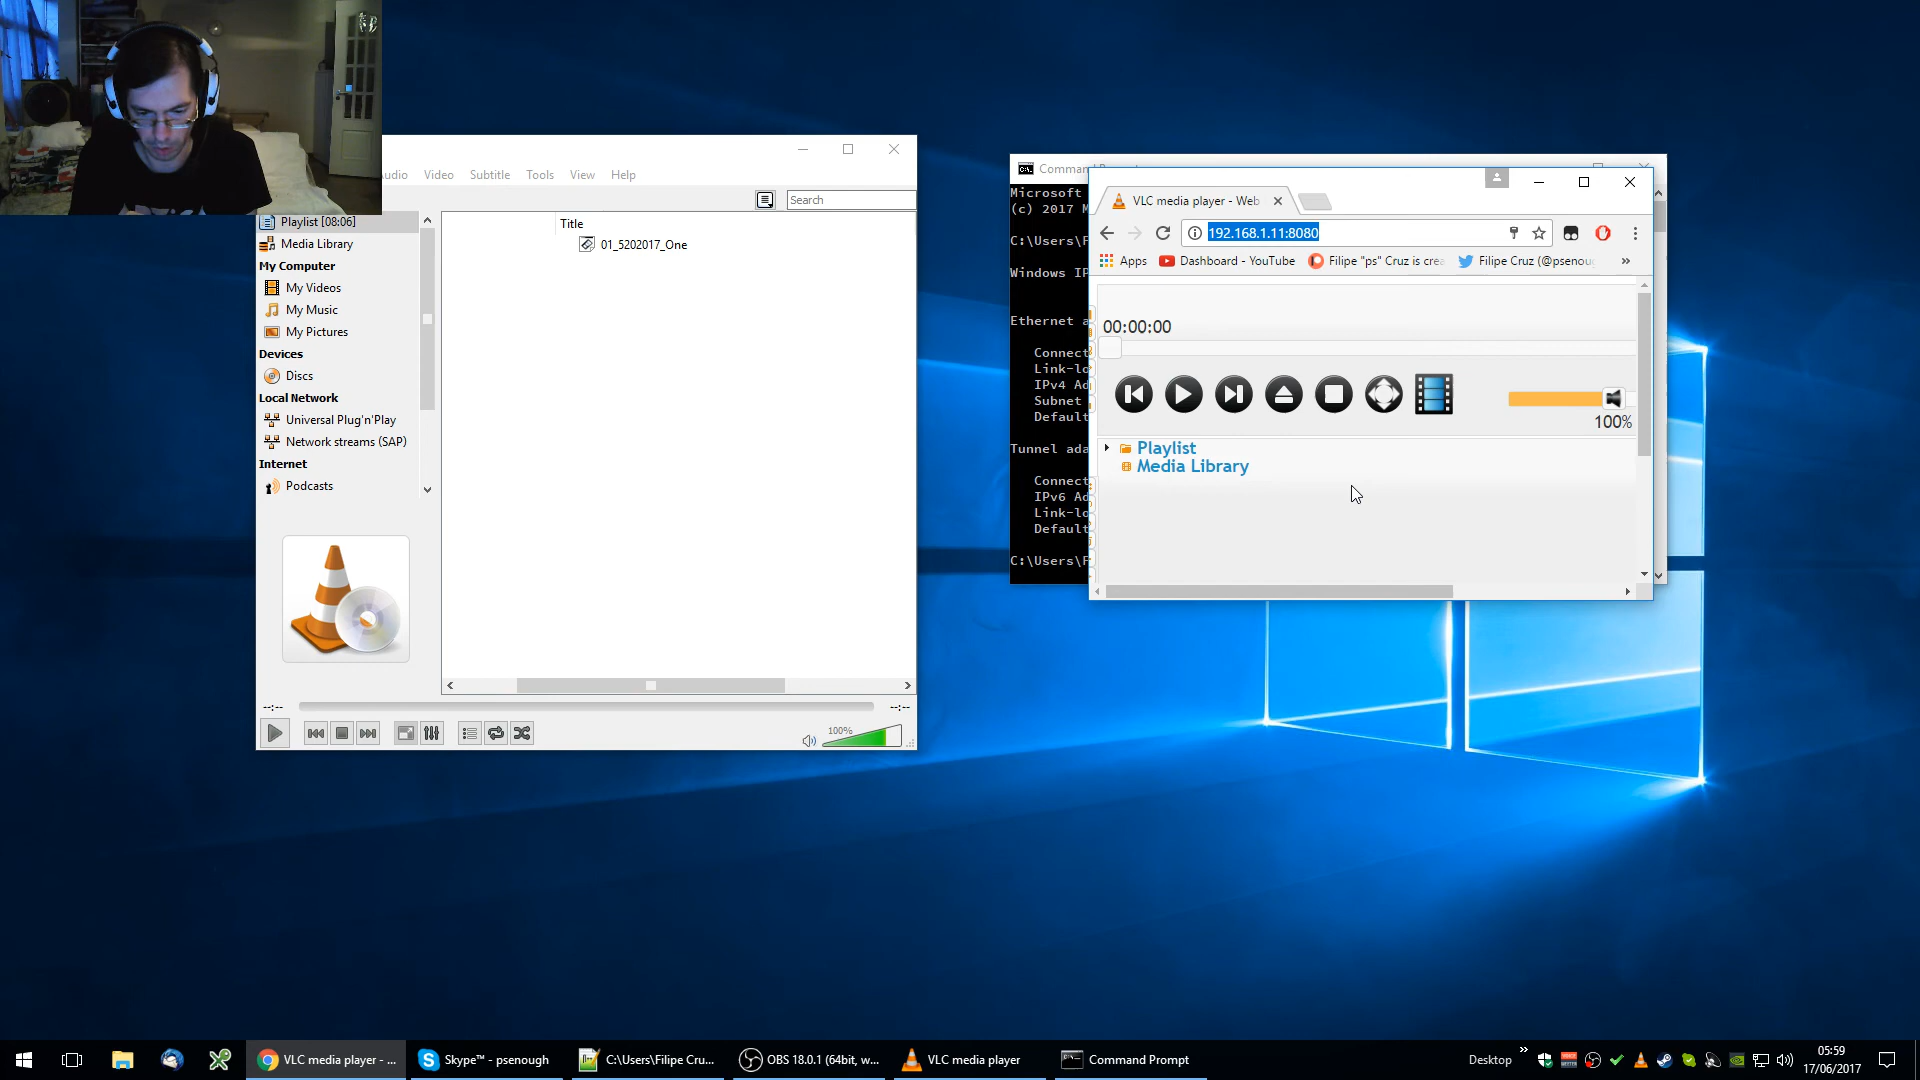 udio
Video
Subtitle
Tools
View
Help
Search
Playlist [08:06]
Media Library
My Computer
My Videos
My Music
My Pictures
Devices
Discs
Local Network
Universal Plug'n'Play
Network streams (SAP)
Internet
Podcasts
Title
01_5202017_One
--:--
--:--
100%
Microsoft
(c) 2017 M
C:\Users\F
Windows IP
Ethernet a
Connect
Link-lo
IPv4 Ad
Subnet
Default
Tunnel ada
Connect
IPv6 Ad
Link-lo
Default
C:\Users\F
VLC media player - Web
192.168.1.11:8080
Apps
Dashboard - YouTube
Filipe "ps" Cruz is crea
Filipe Cruz (@psenoug
»
00:00:00
100%
Playlist
Media Library
VLC media player - ...
Skype™ - psenough
C:\Users\Filipe Cru...
OBS 18.0.1 (64bit, w...
VLC media player
Command Prompt
Desktop
»
05:59
17/06/2017